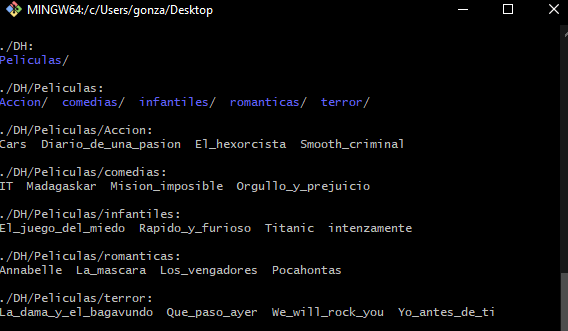 MINGW64:/c/Users/gonza/Desktop
./DH:
Peliculas/
./DH/Peliculas:
Accion/  comedias/  infantiles/  romanticas/  terror/
./DH/Peliculas/Accion:
Cars  Diario_de_una_pasion  El_hexorcista  Smooth_criminal
./DH/Peliculas/comedias:
IT  Madagaskar  Mision_imposible  Orgullo_y_prejuicio
./DH/Peliculas/infantiles:
El_juego_del_miedo  Rapido_y_furioso  Titanic  intenzamente
./DH/Peliculas/romanticas:
Annabelle  La_mascara  Los_vengadores  Pocahontas
./DH/Peliculas/terror:
La_dama_y_el_bagavundo  Que_paso_ayer  We_will_rock_you  Yo_antes_de_ti